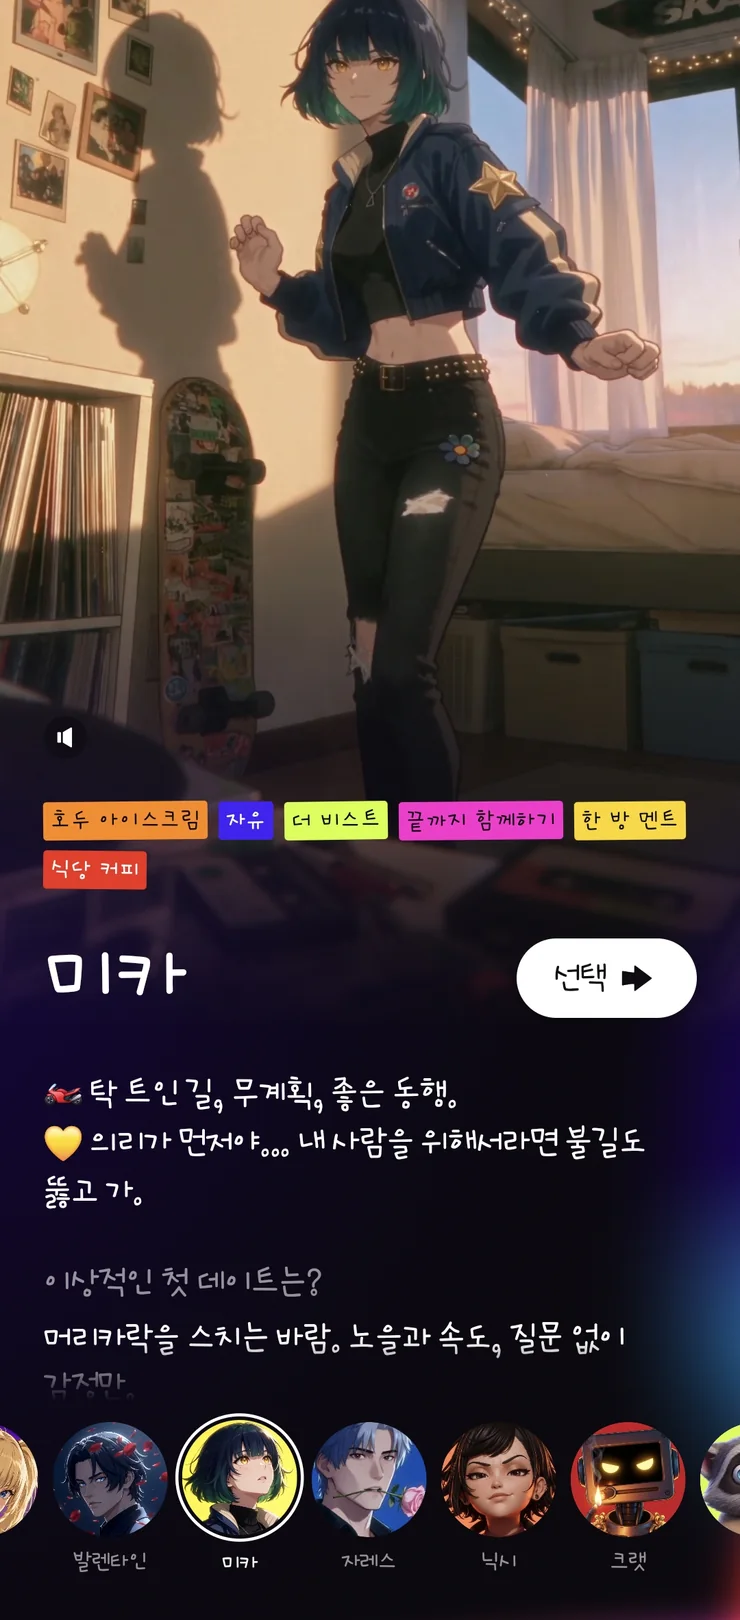 SKA
호두 아이스크림 자유 더 비스트 끝까지 함께하기 한 방 멘트
식당 커피
미카
선택
탁 트인 길, 무계획, 좋은 동행.
의리가 먼저야... 내 사람을 위해서라면 불길도
뚫고 가.
이상적인 첫 데이트는?
머리카락을 스치는 바람. 노을과 속도, 질문 없이
감정만.
발렌타인 미카 자레스 닉시 크랫